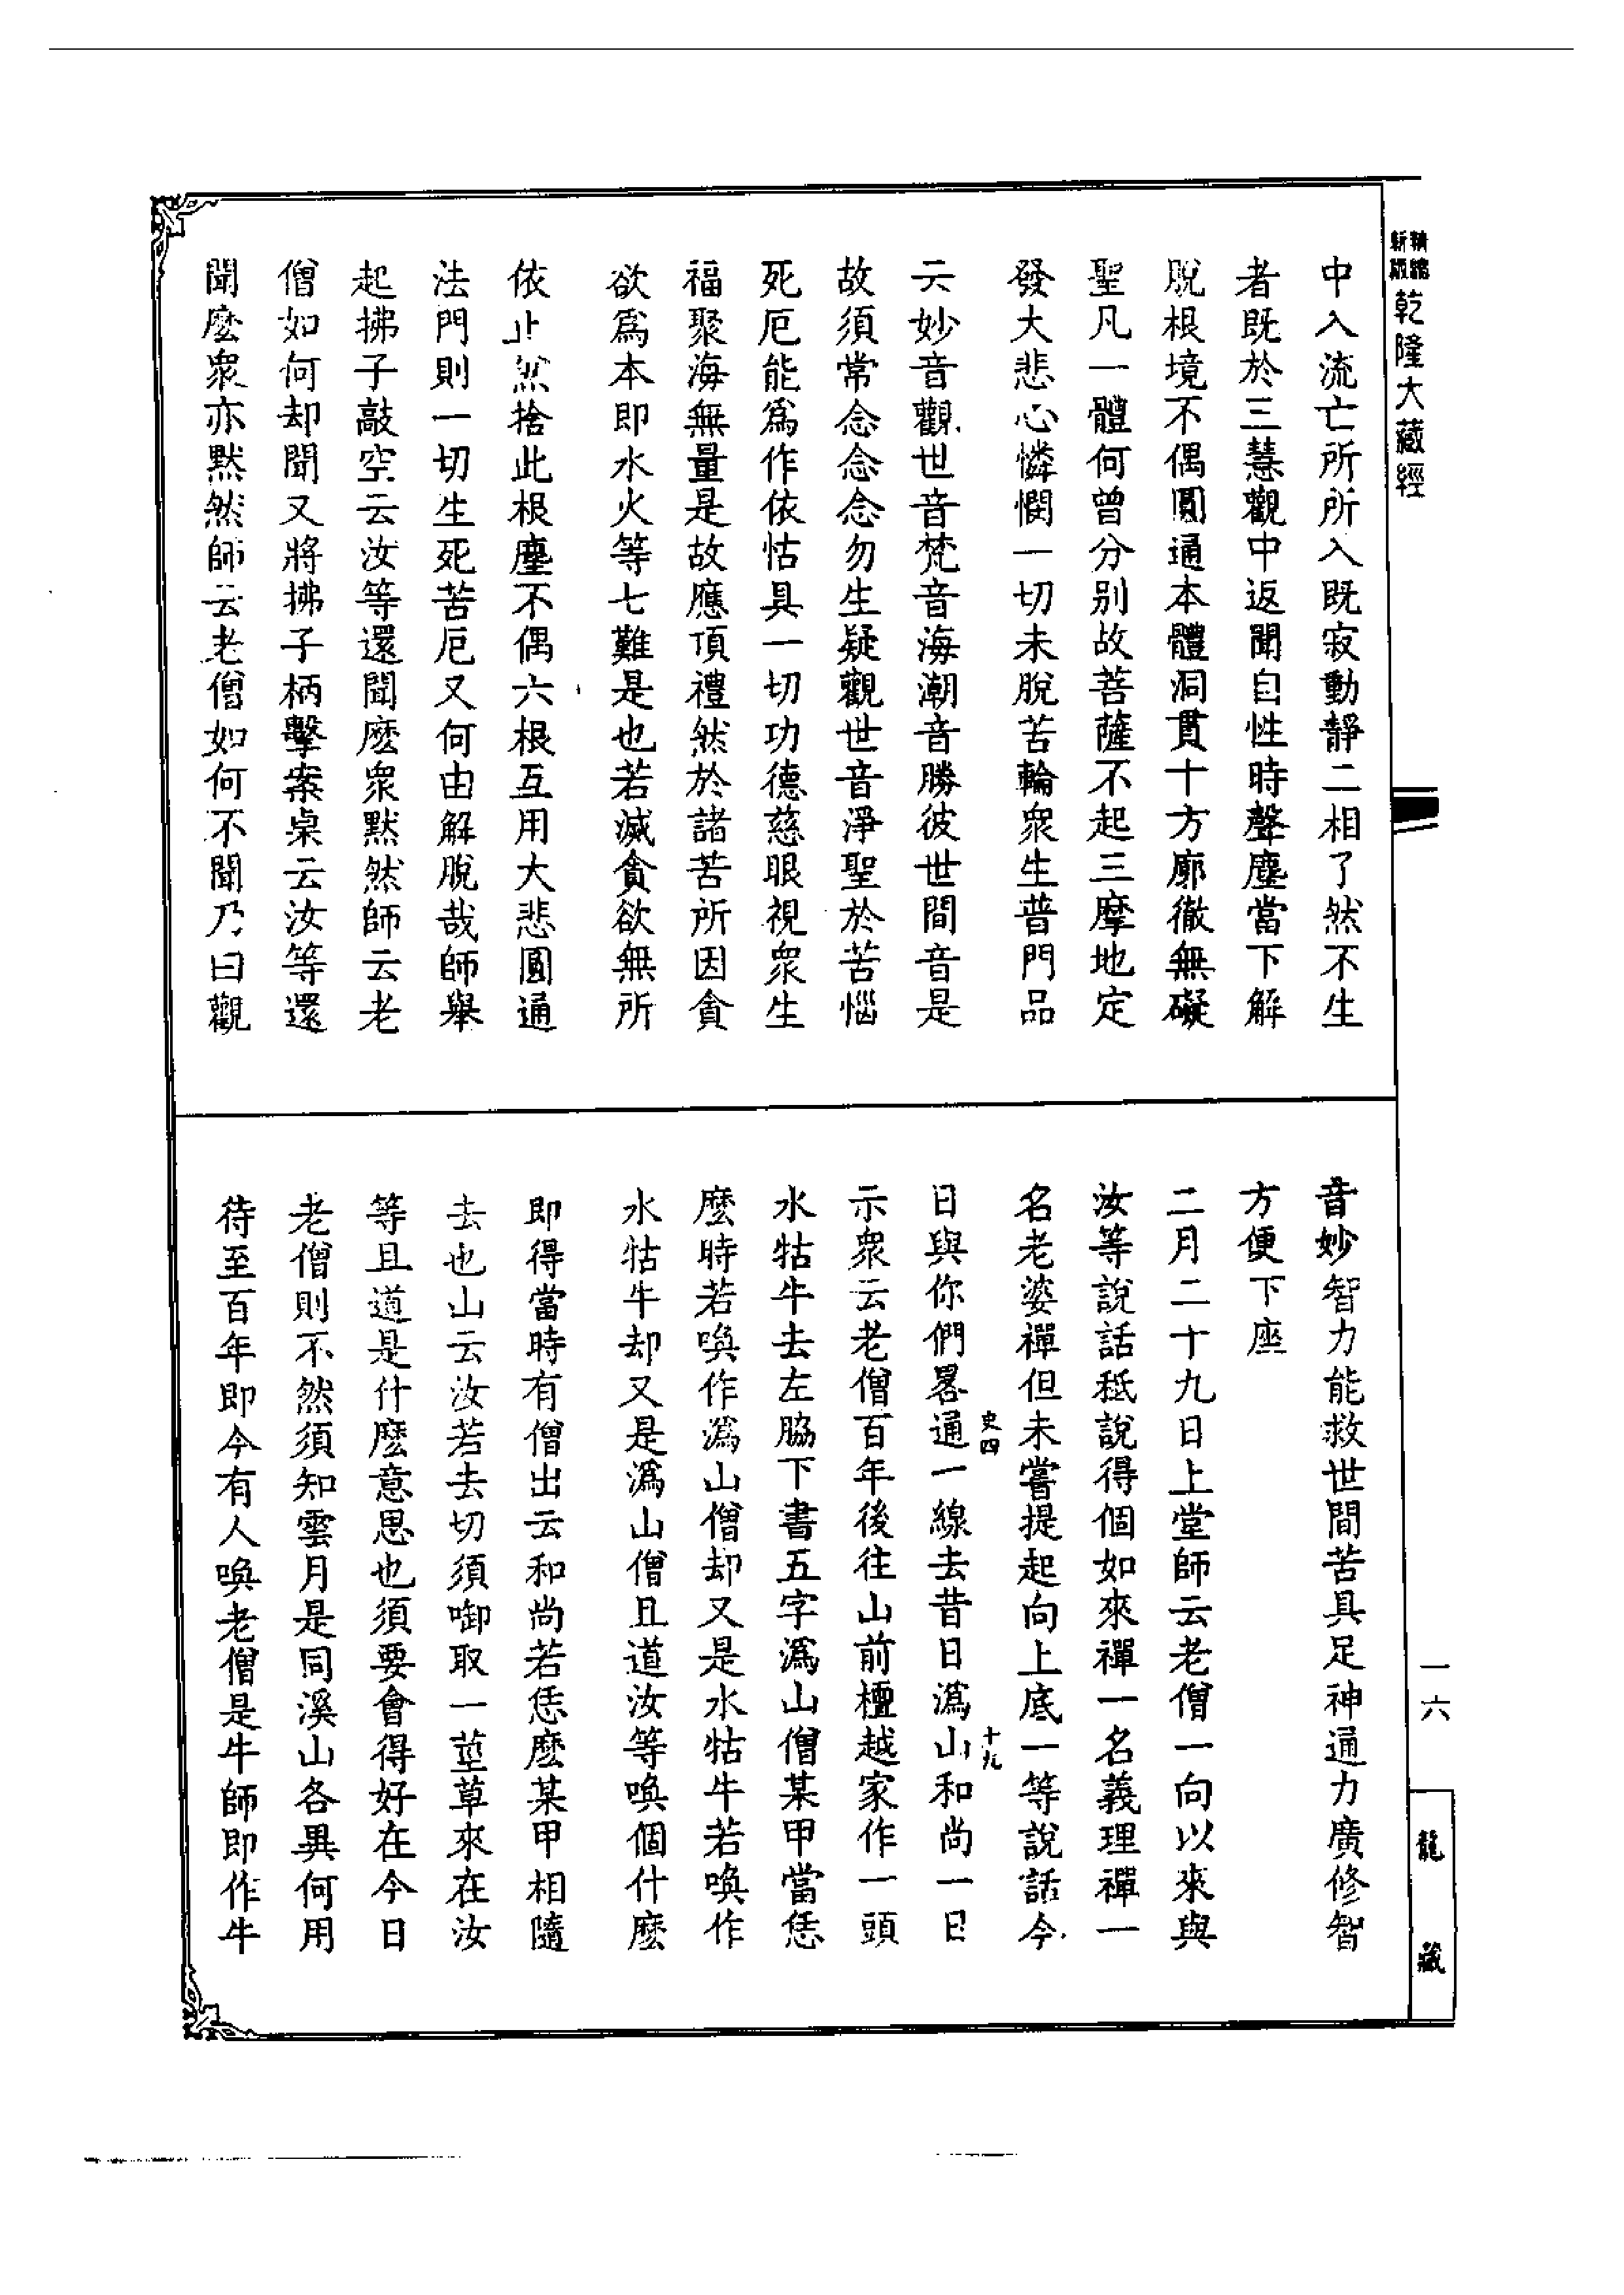 新編縮版
乾隆大藏經
中入流亡所所入既寂動靜二相了然不生
者既於三慧觀中返聞自性時聲塵當下解
脫根境不偶圓通本體洞貫十方廓徹無礙
聖凡一體何曾分別故菩薩不起三摩地定
發大悲心憐憫一切未脫苦輪衆生普門品
云妙音觀世音梵音海潮音勝彼世間音是
故須常念念念勿生疑觀世音淨聖於苦惱
死厄能爲作依怙具一切功德慈眼視衆生
福聚海無量是故應頂禮然於諸苦所因貪
欲爲本即水火等七難是也若滅貪欲無所
依止然捨此根塵不偶六根互用大悲圓通
法門則一切生死苦厄又何由解脫哉師舉
起拂子敲空云汝等還聞麼衆默然師云老
僧如何却聞又將拂子柄擊案桌云汝等還
聞麼衆亦默然師云老僧如何不聞乃曰觀
音妙智力能救世間苦具足神通力廣修智
方便下座
二月二十九日上堂師云老僧一向以來與
汝等說話秪說得個如來禪一名義理禪一
名老婆禪但未嘗提起向上底一等說話今
史四
十九
日與你們畧通一線去昔日溈山和尚一日
示衆云老僧百年後往山前檀越家作一頭
水牯牛去左脇下書五字溈山僧某甲當恁
麼時若喚作溈山僧却又是水牯牛若喚作
水牯牛却又是溈山僧且道汝等喚個什麼
即得當時有僧出云和尚若恁麼某甲相隨
去也山云汝若去切須啣取一莖草來在汝
等且道是什麼意思也須要會得好在今日
老僧則不然須知雲月是同溪山各異何用
待至百年即今有人喚老僧是牛師即作牛
一六
龍藏